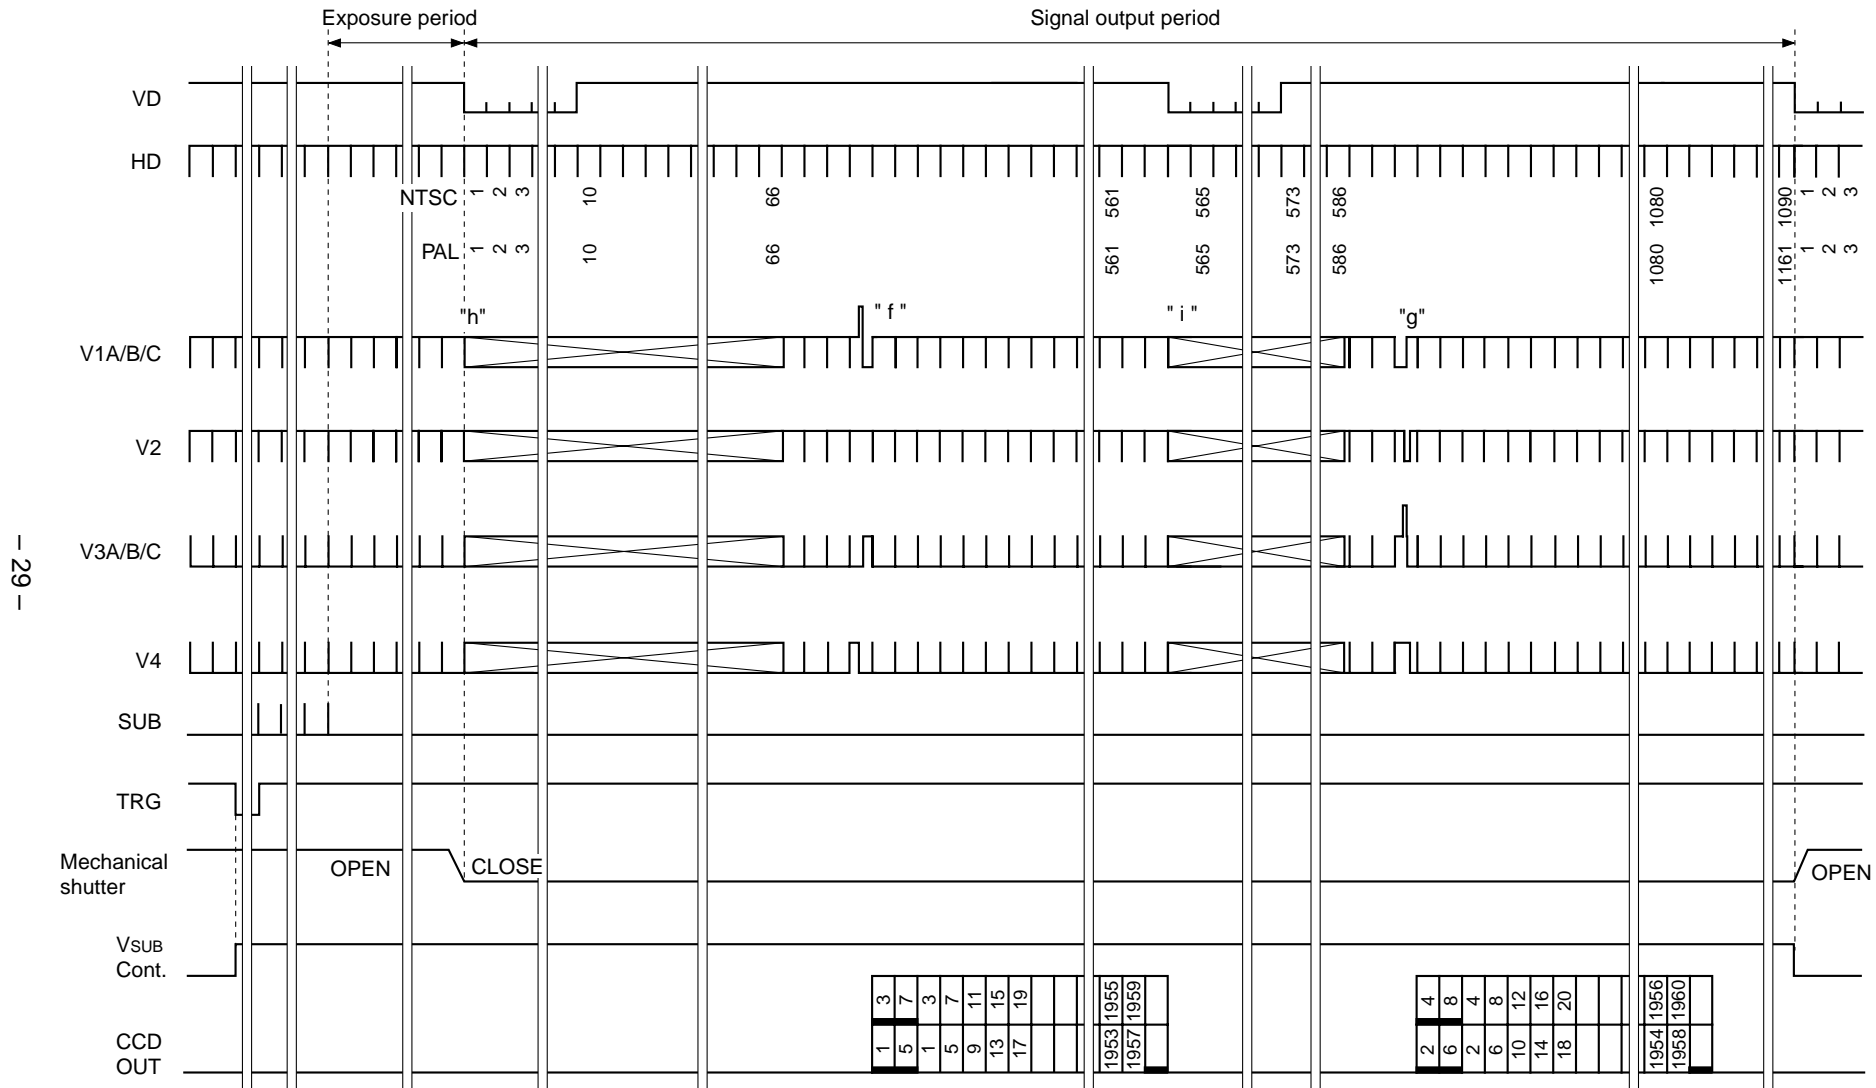 Exposure period Signal output period
VD
HD
NTSC 1 2 3 10 66 561 565 573 586 1080 1090 1 2 3
PAL 1 2 3 10 66 561 565 573 586 1080 1161 1 2 3
"h" " f " " i " "g"
V1A/B/C
V2
V3A/B/C
– 29 –
V4
SUB
TRG
Mechanical
shutter
OPEN CLOSE OPEN
VSUB
Cont.
3 7 3 7 11 15 19 1955 1959 4 8 4 8 12 16 20 1956 1960
CCD
OUT
1 5 1 5 9 13 17 1953 1957 2 6 2 6 10 14 18 1954 1958